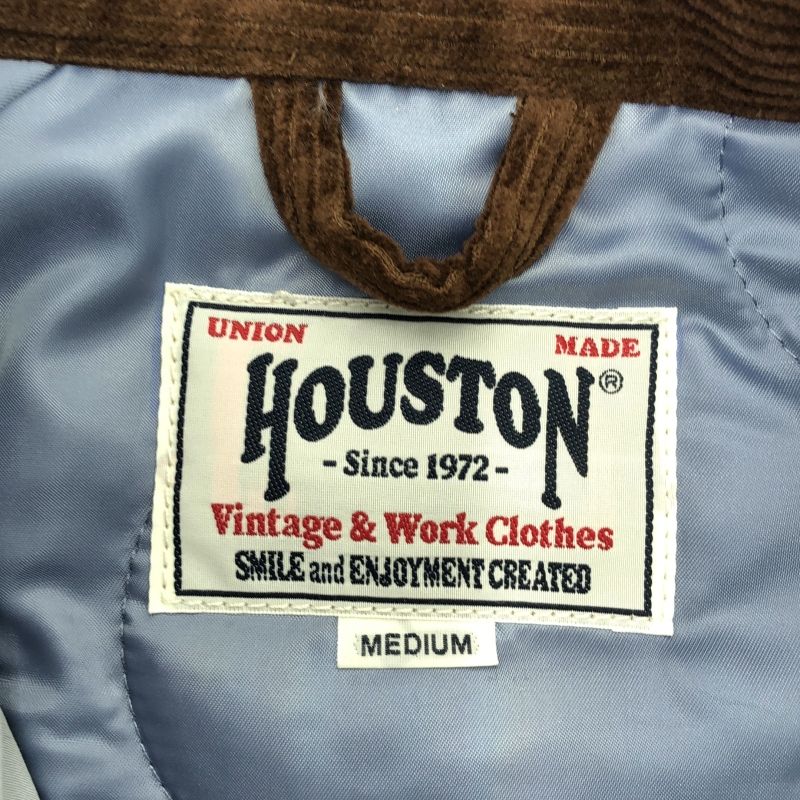 UNION MADE
HOUSTON®
- Since 1972 -
Vintage & Work Clothes
SMILE and ENJOYMENT CREATED
MEDIUM